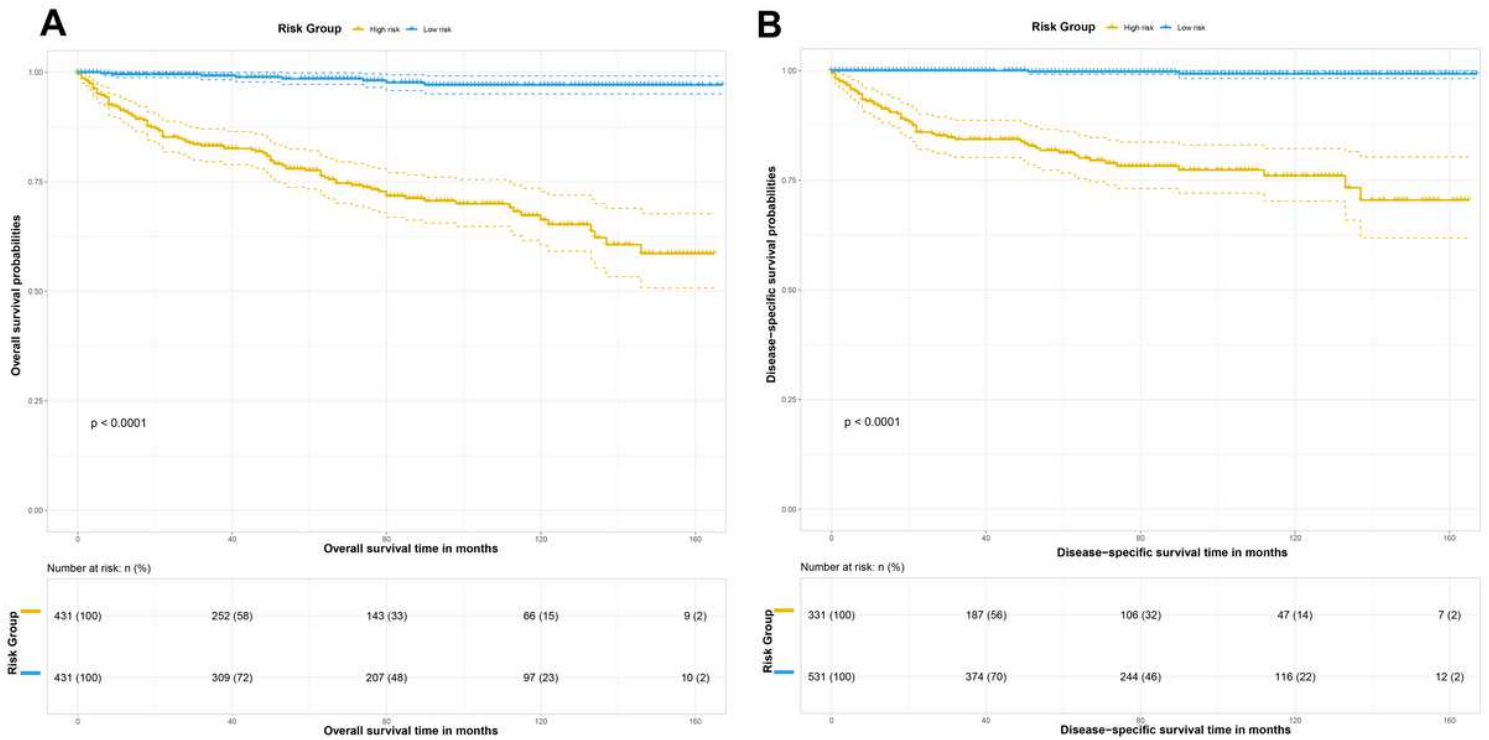 A
Risk Group High risk Low risk
1.00
0.75
0.50
0.25
0.00
Overall survival probabilities
p < 0.0001
0 40 80 120 160
Overall survival time in months
Number at risk: n (%)
Risk Group
431 (100) 252 (58) 143 (33) 66 (15) 9 (2)
431 (100) 309 (72) 207 (48) 97 (23) 10 (2)
0 40 80 120 160
Overall survival time in months
B
Risk Group High risk Low risk
1.00
0.75
0.50
0.25
0.00
Disease-specific survival probabilities
p < 0.0001
0 40 80 120 160
Disease-specific survival time in months
Number at risk: n (%)
Risk Group
331 (100) 187 (56) 106 (32) 47 (14) 7 (2)
531 (100) 374 (70) 244 (46) 116 (22) 12 (2)
0 40 80 120 160
Disease-specific survival time in months